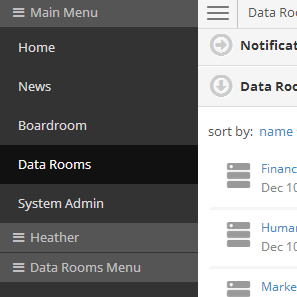 Main Menu
Home
News
Boardroom
Data Rooms
System Admin
Heather
Data Rooms Menu
Data Roo
Notificat
Data Roo
sort by: name
Financ
Dec 10
Human
Dec 10
Marke